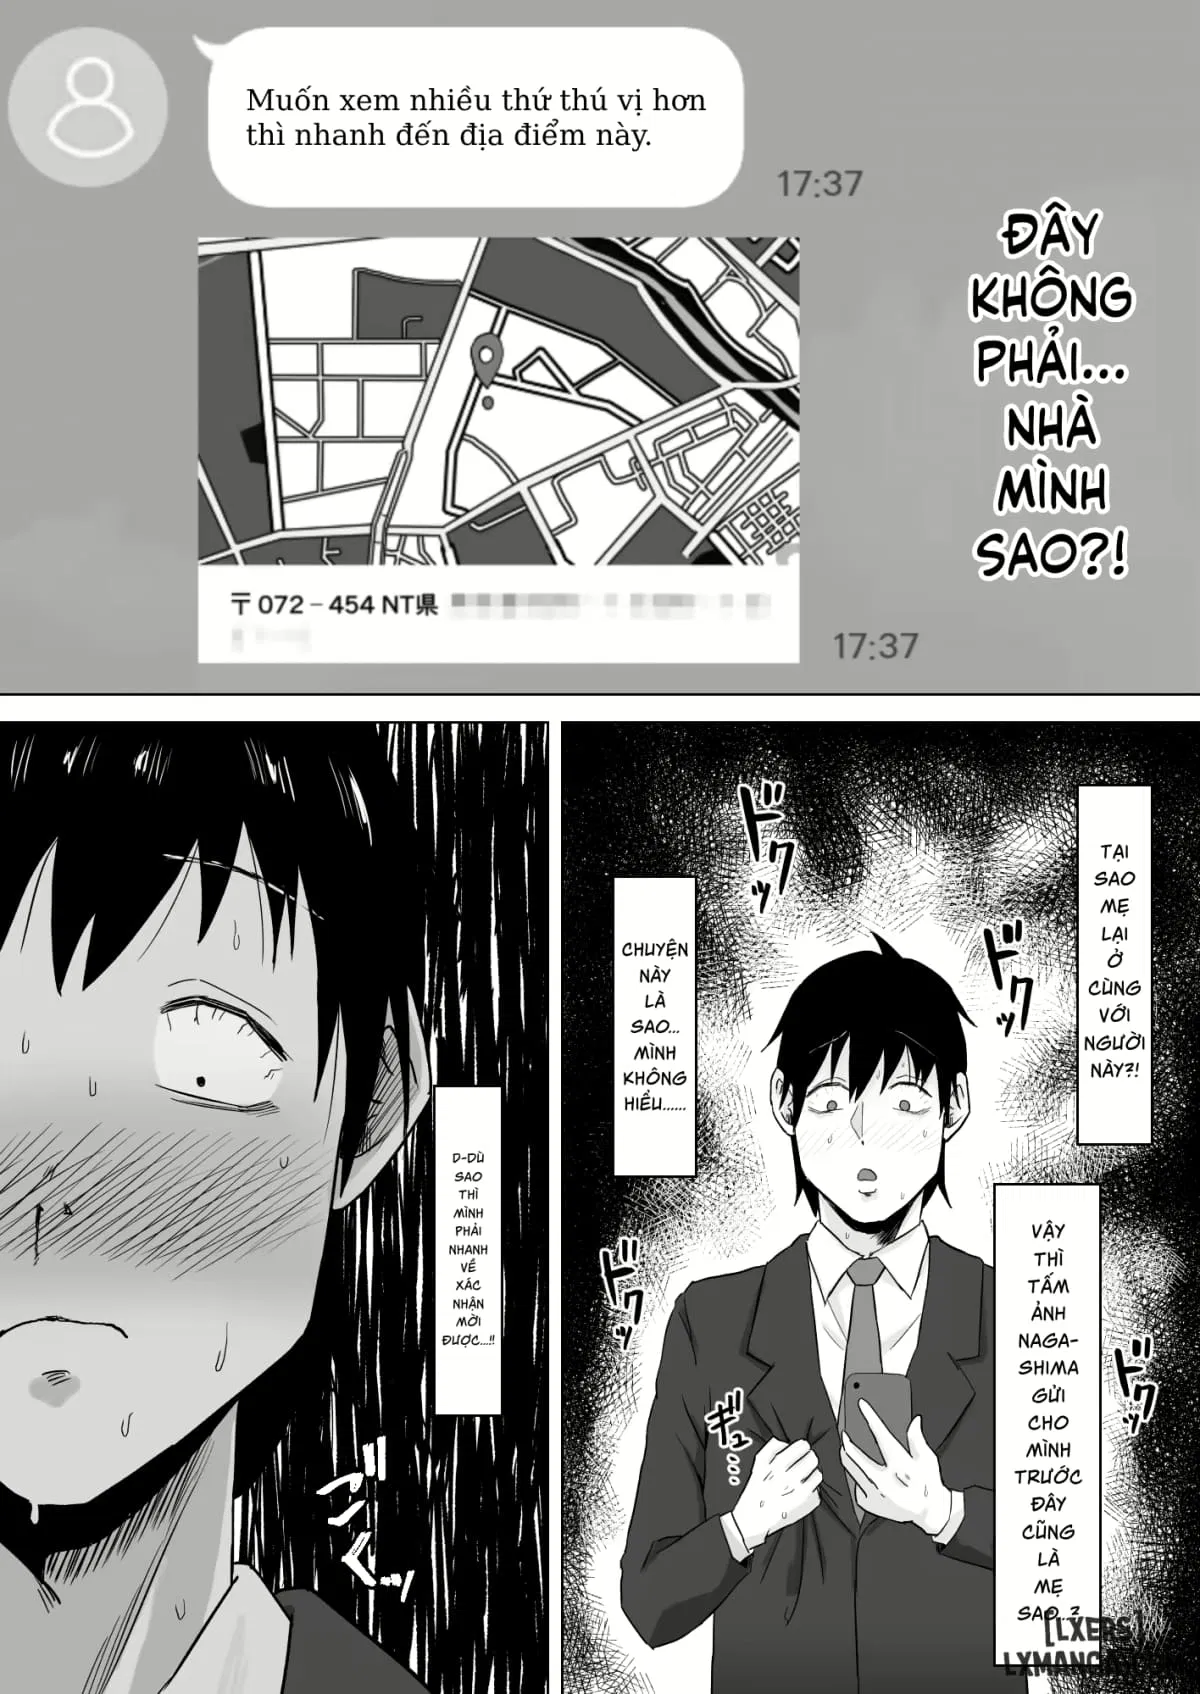 Muốn xem nhiều thứ thú vị hơn
thì nhanh đến địa điểm này.
17:37
ĐÂY
KHÔNG
PHẢI...
NHÀ
MÌNH
SAO?!
〒072-454 NT県
17:37
TẠI
SAO
MẸ
LẠI
Ở
CÙNG
VỚI
NGƯỜI
NÀY?!
CHUYỆN
NÀY
LÀ
SAO...
MÌNH
KHÔNG
HIỂU......
VẬY
THÌ
TẤM
ẢNH
NAGA-
SHIMA
GỬI
CHO
MÌNH
TRƯỚC
ĐÂY
CŨNG
LÀ
MẸ
SAO...?
ドクッ
ドクッ
ドクッ
ドクッ
ギュ...
D-DÙ
SAO
THÌ
MÌNH
PHẢI
NHANH
VỀ
XÁC
NHẬN
MỚI
ĐƯỢC...!!
ごくッ
[LXERS]